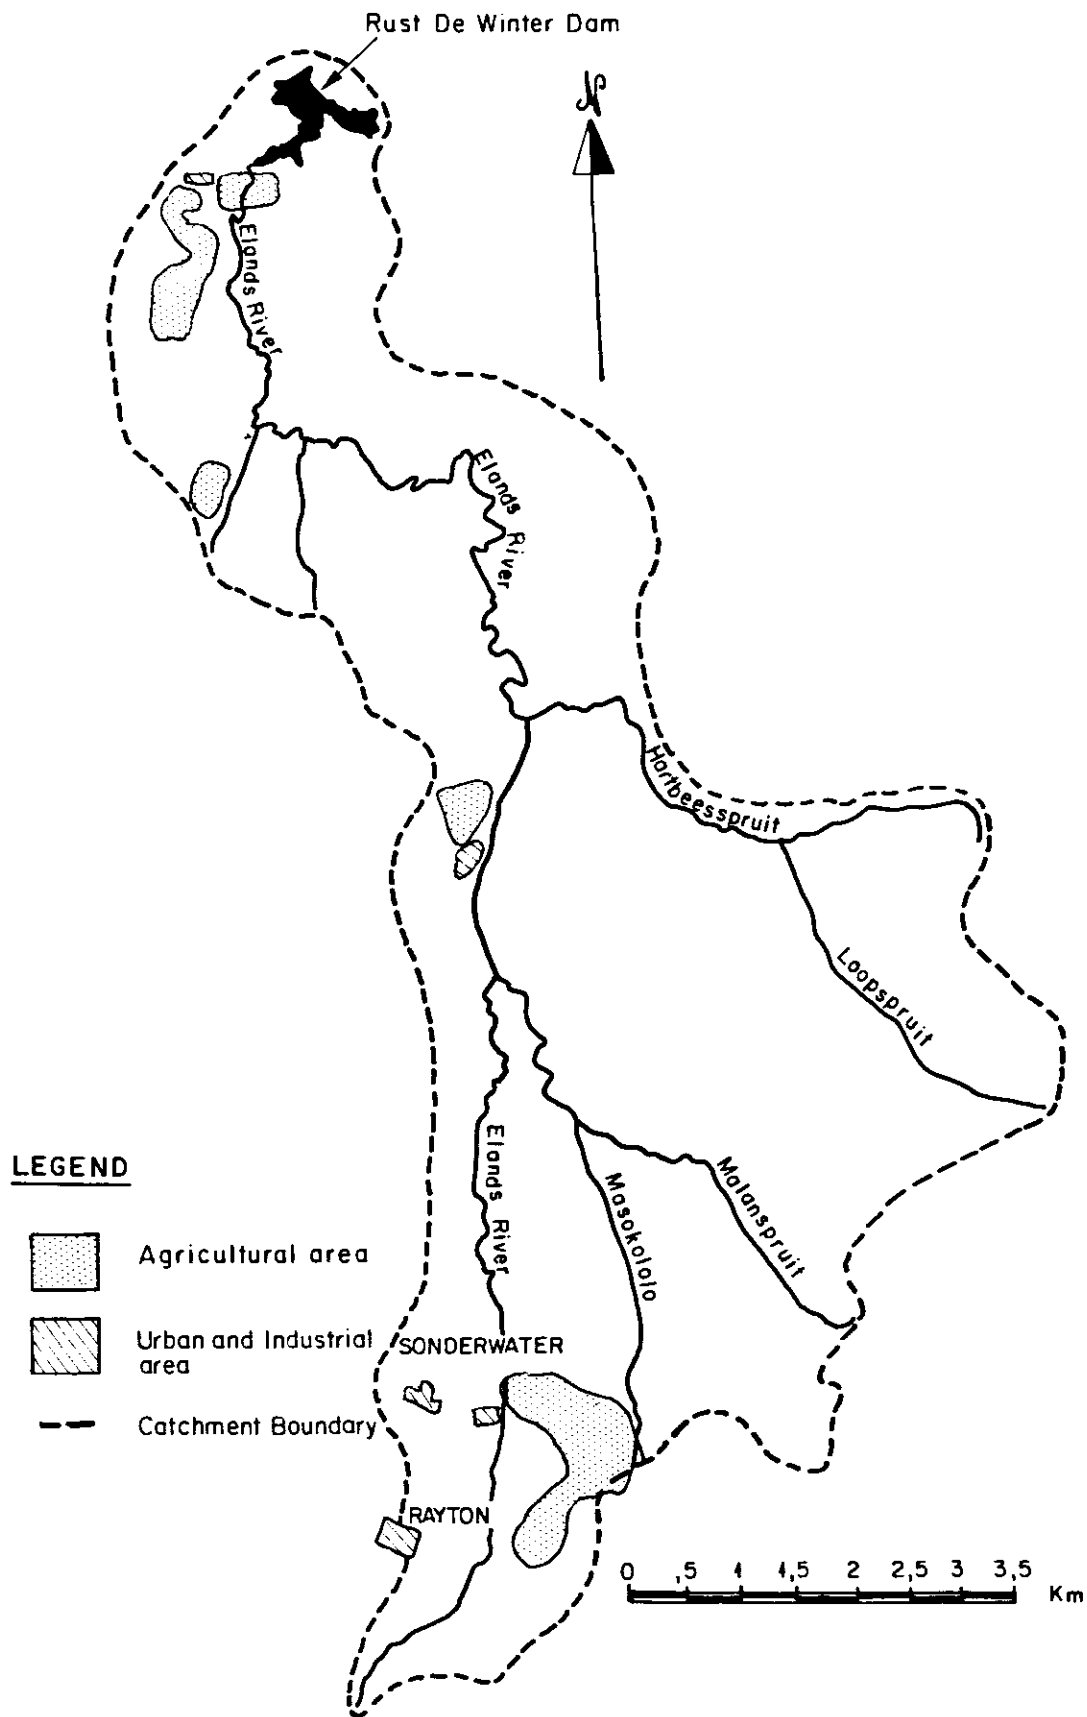 Rust De Winter Dam
N
Elands River
Elands River
Hartbeesspruit
Loopspruit
Elands River
Masokololo
Malanspruit
LEGEND
Agricultural area
Urban and Industrial
area
Catchment Boundary
SONDERWATER
RAYTON
0 ,5 1 1,5 2 2,5 3 3,5
Km